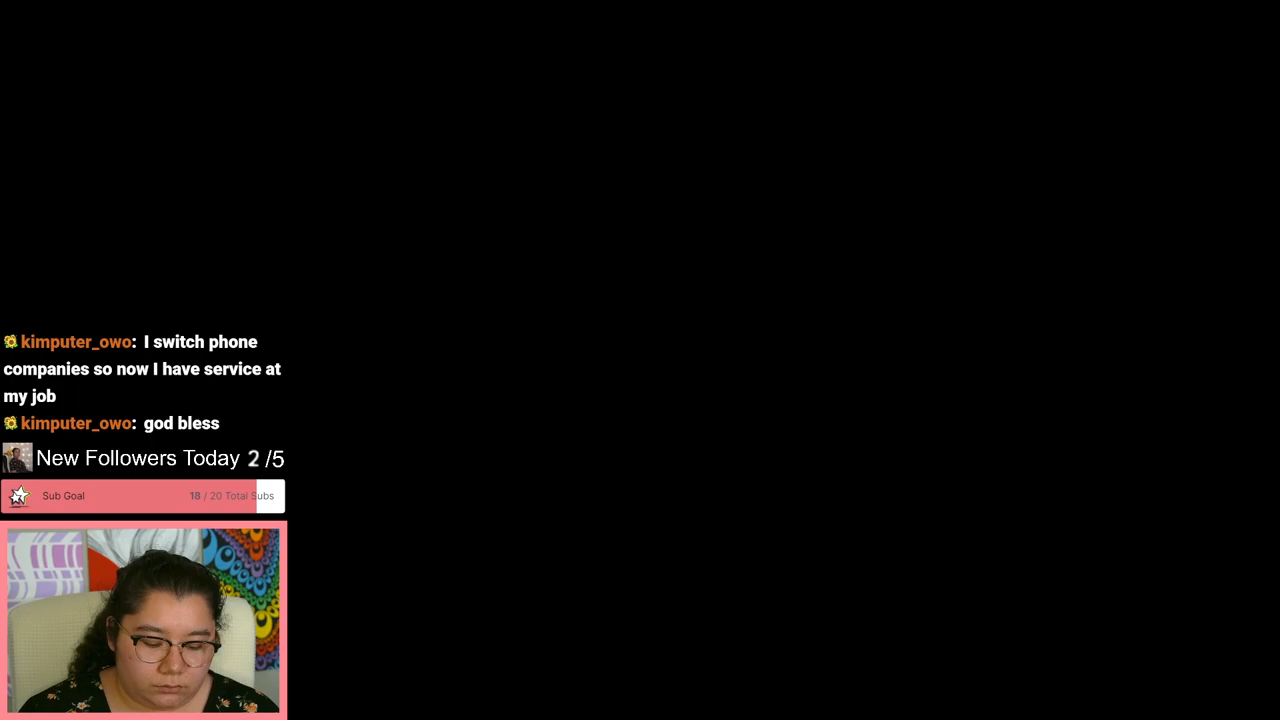 kimputer_owo: I switch phone
companies so now I have service at
my job
kimputer_owo: god bless
New Followers Today 2 /5
Sub Goal 18 / 20 Total Subs